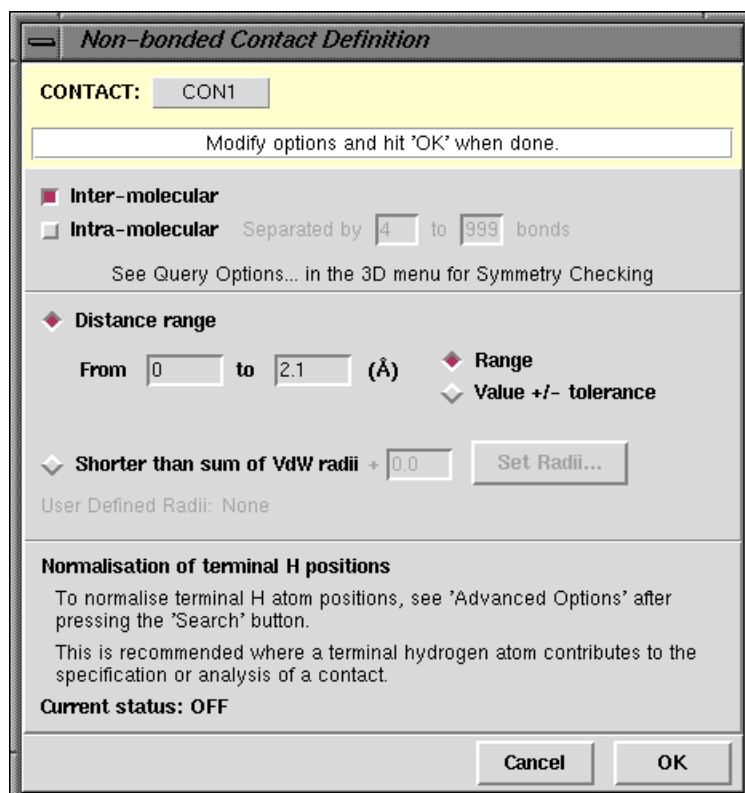 Non-bonded Contact Definition
CONTACT: CON1
Modify options and hit 'OK' when done.
Inter-molecular
Intra-molecular Separated by 4 to 999 bonds
See Query Options... in the 3D menu for Symmetry Checking
Distance range
From 0 to 2.1 (Å) Range
Value +/- tolerance
Shorter than sum of VdW radii + 0.0 Set Radii...
User Defined Radii: None
Normalisation of terminal H positions
To normalise terminal H atom positions, see 'Advanced Options' after
pressing the 'Search' button.
This is recommended where a terminal hydrogen atom contributes to the
specification or analysis of a contact.
Current status: OFF
Cancel OK